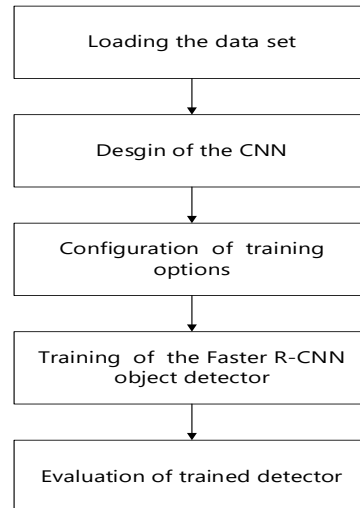 Loading the data set
Desgin of the CNN
Configuration of training
options
Training of the Faster R-CNN
object detector
Evaluation of trained detector